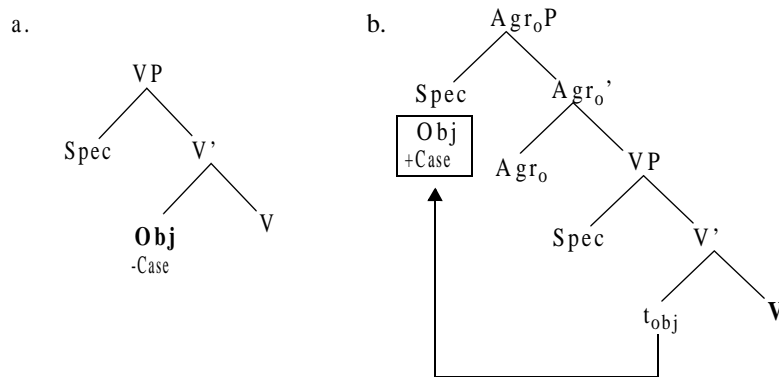 a.
VP
Spec V'
Obj V
-Case
b.
AgroP
Spec Agro'
Obj
+Case
Agro VP
Spec V'
tobj V